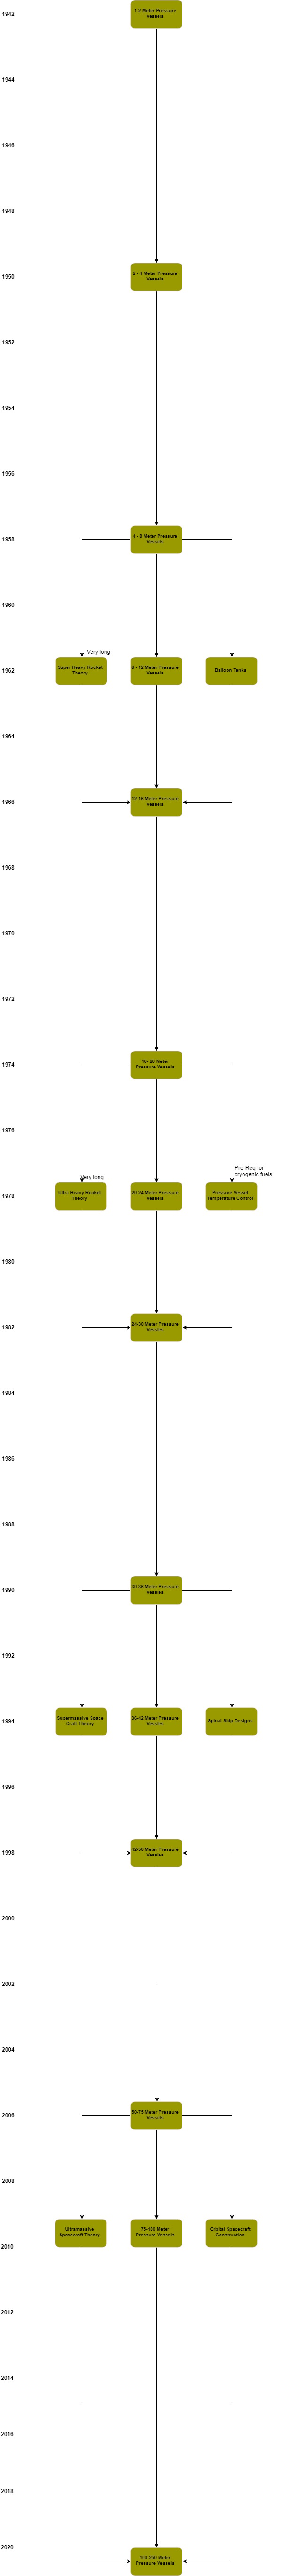 1942
1-2 Meter Pressure
Vessels
1944
1946
1948
1950
2 - 4 Meter Pressure
Vessels
1952
1954
1956
1958
4 - 8 Meter Pressure
Vessels
1960
Very long
1962
Super Heavy Rocket
Theory
8 - 12 Meter Pressure
Vessels
Balloon Tanks
1964
1966
12-16 Meter Pressure
Vessels
1968
1970
1972
1974
16- 20 Meter
Pressure Vessels
1976
Very long
Pre-Req for
cryogenic fuels
1978
Ultra Heavy Rocket
Theory
20-24 Meter Pressure
Vessels
Pressure Vessel
Temperature Control
1980
1982
24-28 Meter Pressure
Vessles
1984
1986
1988
1990
Meter Pressure
Vessles
1992
1994
Supermassive Space
Craft Theory
Meter Pressure
Vessles
Spinal Ship Designs
1996
1998
42-50 Meter Pressure
Vessles
2000
2002
2004
2006
50-75 Meter Pressure
Vessels
2008
2010
Ultramassive
Spacecraft Theory
75-100 Meter
Pressure Vessels
Orbital Spacecraft
Construction
2012
2014
2016
2018
2020
100-250 Meter
Pressure Vessels